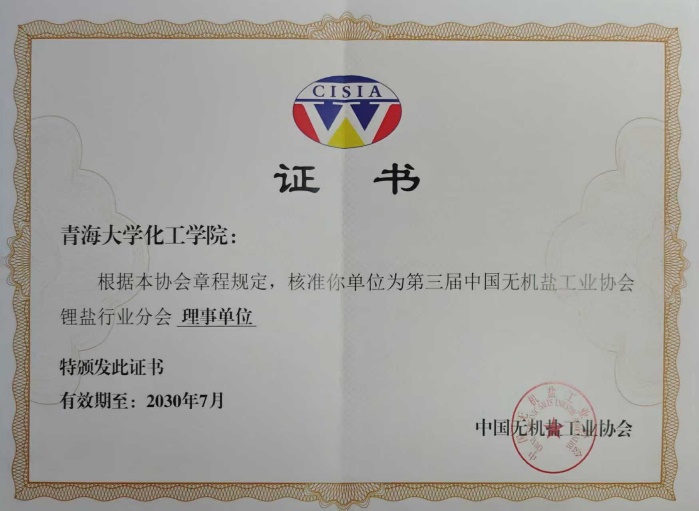 CISIA
证 书
青海大学化工学院：
根据本协会章程规定，核准你单位为第三届中国无机盐工业协会
锂盐行业分会 理事单位
特颁发此证书
有效期至：2030年7月
中国无机盐工业协会